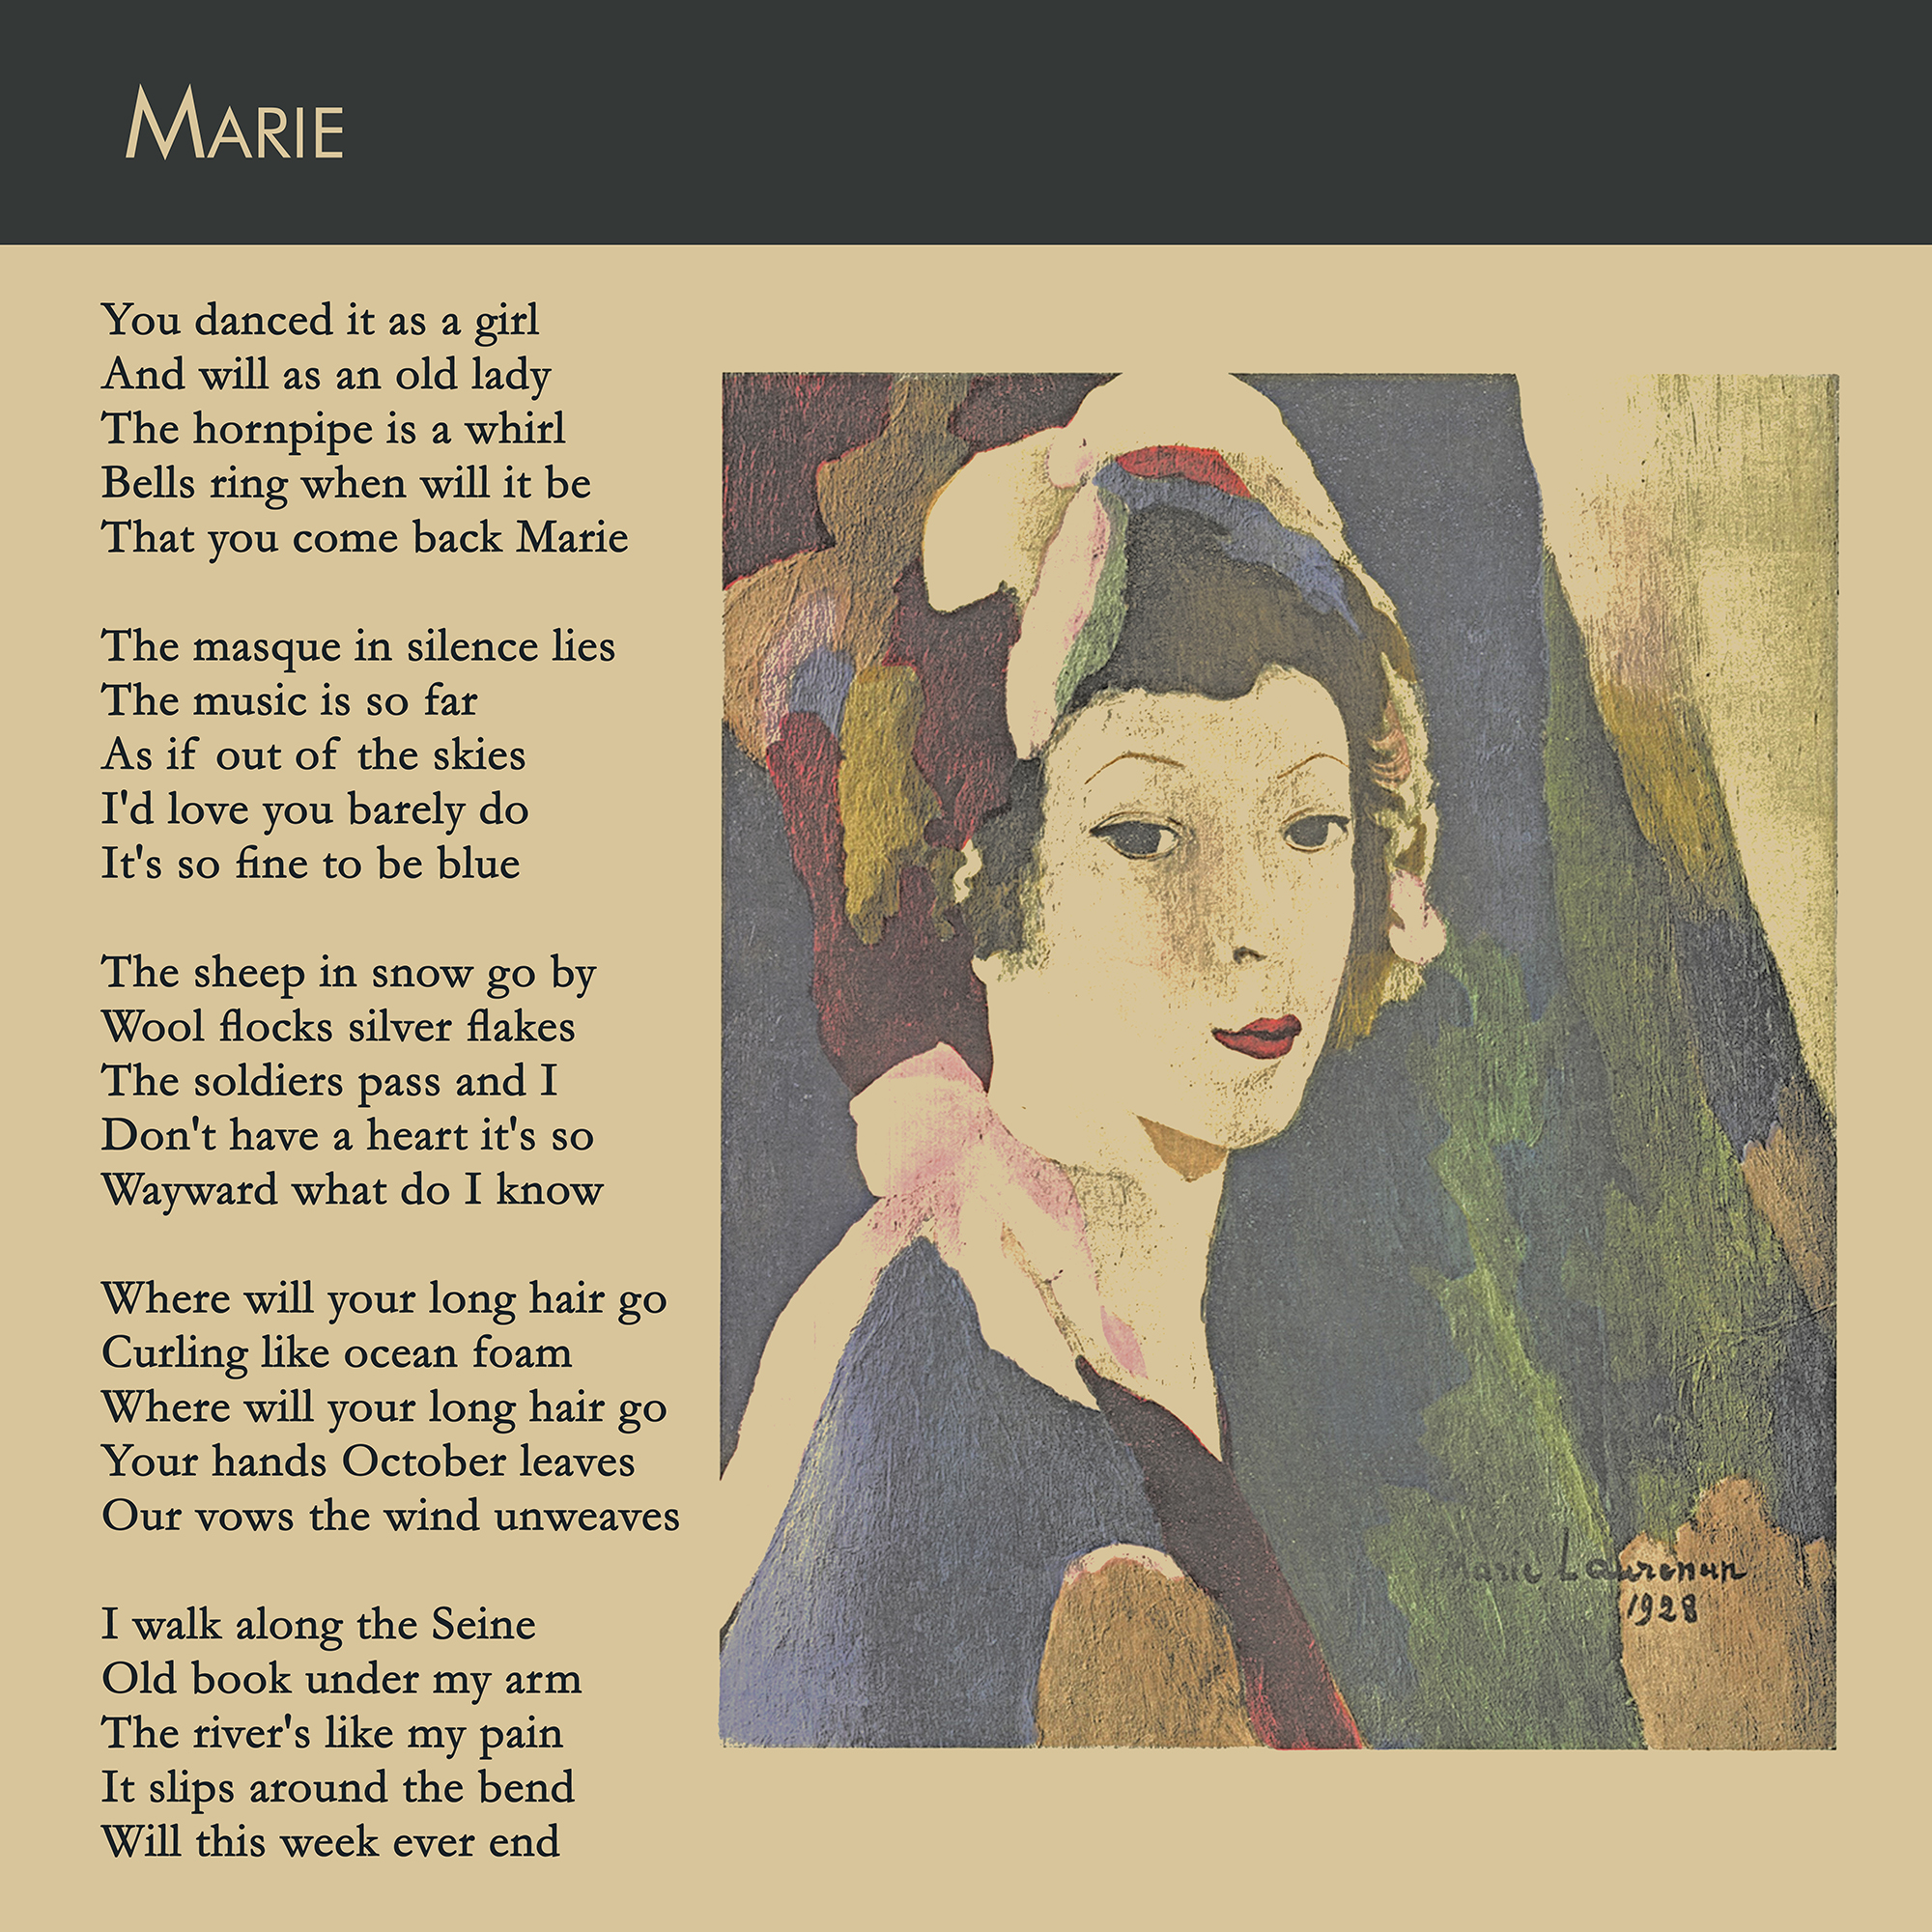 MARIE
You danced it as a girl
And will as an old lady
The hornpipe is a whirl
Bells ring when will it be
That you come back Marie
The masque in silence lies
The music is so far
As if out of the skies
I'd love you barely do
It's so fine to be blue
The sheep in snow go by
Wool flocks silver flakes
The soldiers pass and I
Don't have a heart it's so
Wayward what do I know
Where will your long hair go
Curling like ocean foam
Where will your long hair go
Your hands October leaves
Our vows the wind unweaves
I walk along the Seine
Old book under my arm
The river's like my pain
It slips around the bend
Will this week ever end
Marie Laurencin
1928